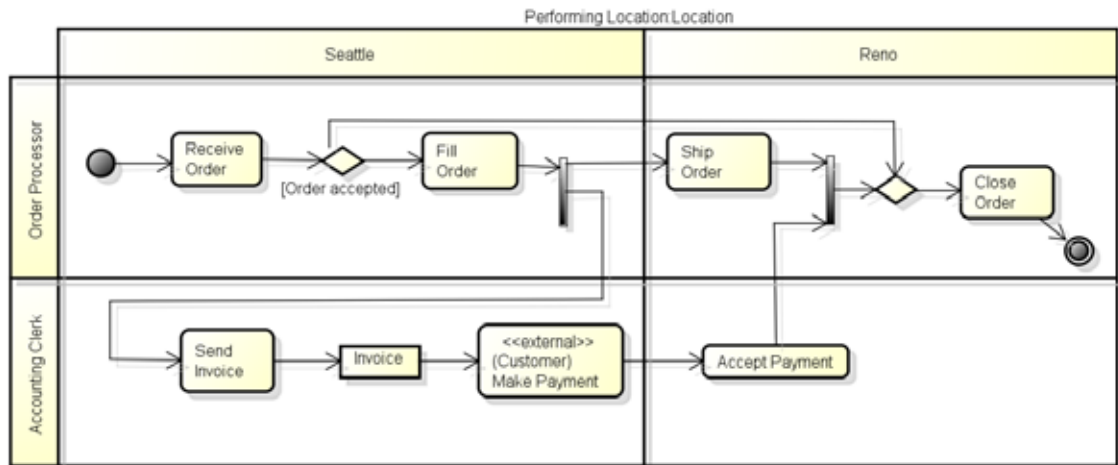 Performing Location:Location
Seattle
Reno
Order Processor
Receive
Order
[Order accepted]
Fill
Order
Ship
Order
Close
Order
Accounting Clerk
Send
Invoice
Invoice
<<external>>
(Customer)
Make Payment
Accept Payment